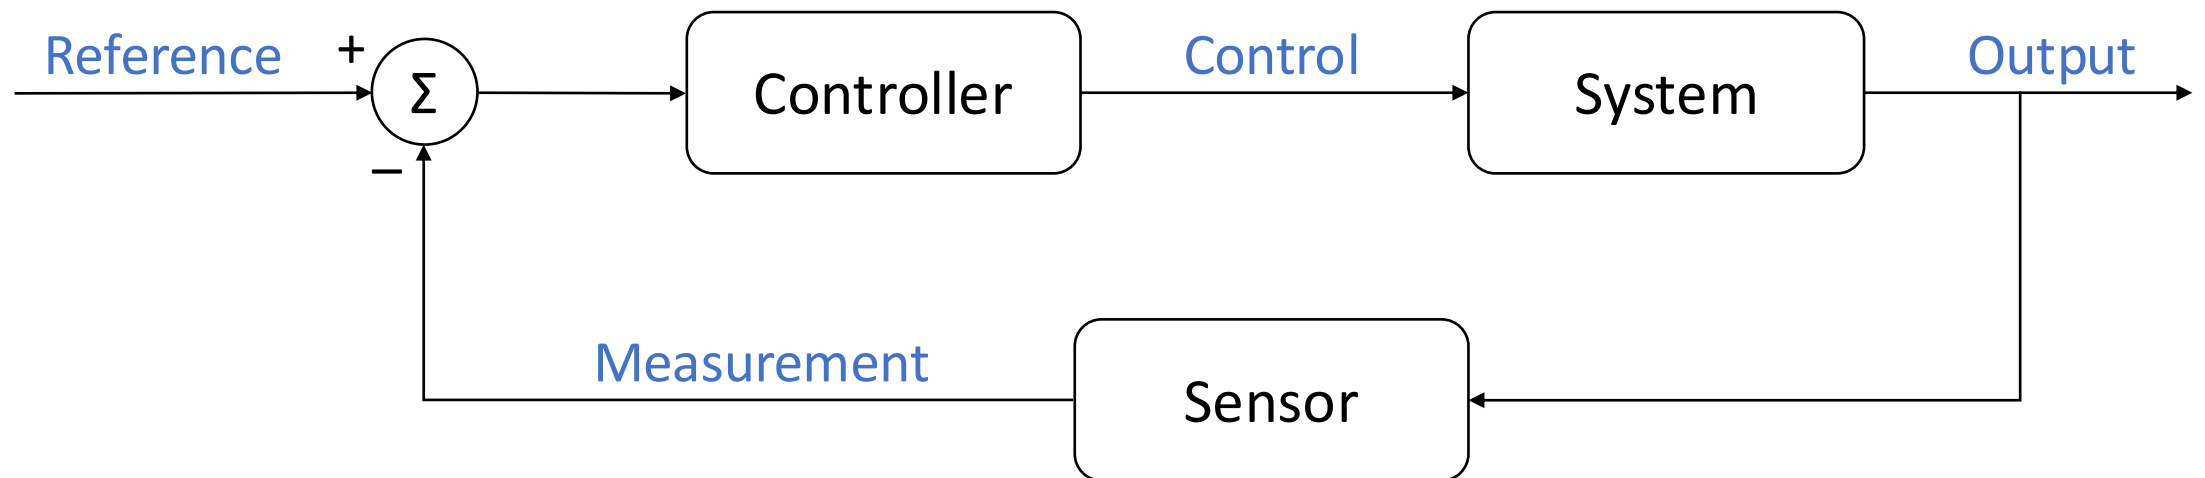 Reference
+
Σ
−
Controller
Control
System
Output
Measurement
Sensor